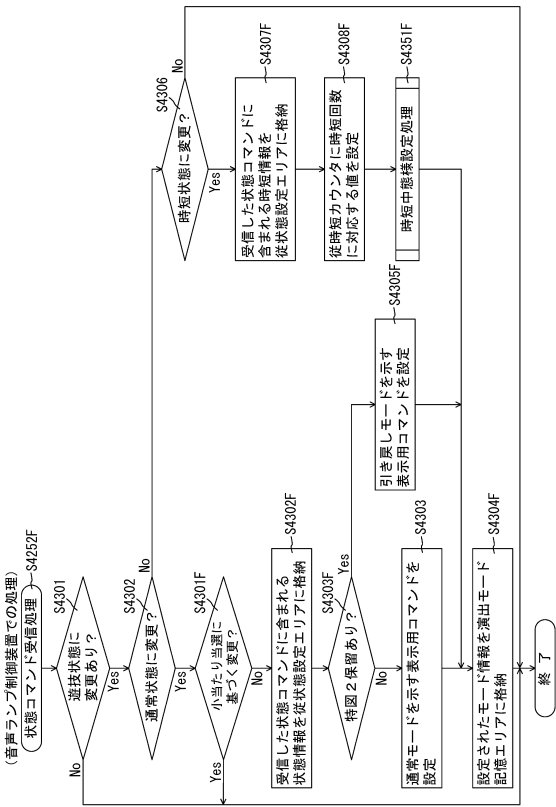 (音声ランプ制御装置での処理)
状態コマンド受信処理
S4252F
遊技状態に
変更あり?
S4301
No
Yes
通常状態に変更?
S4302
No
Yes
小当たり当選に
基づく変更?
S4301F
Yes
No
受信した状態コマンドに含まれる
状態情報を従状態設定エリアに格納
S4302F
特図2保留あり?
S4303F
Yes
No
通常モードを示す表示用コマンドを
設定
S4303
引き戻しモードを示す
表示用コマンドを設定
S4305F
設定されたモード情報を演出モード
記憶エリアに格納
S4304F
時短状態に変更?
S4306
No
Yes
受信した状態コマンドに
含まれる時短情報を
従状態設定エリアに格納
S4307F
従時短カウンタに時短回数
に対応する値を設定
S4308F
時短中態様設定処理
S4351F
終了